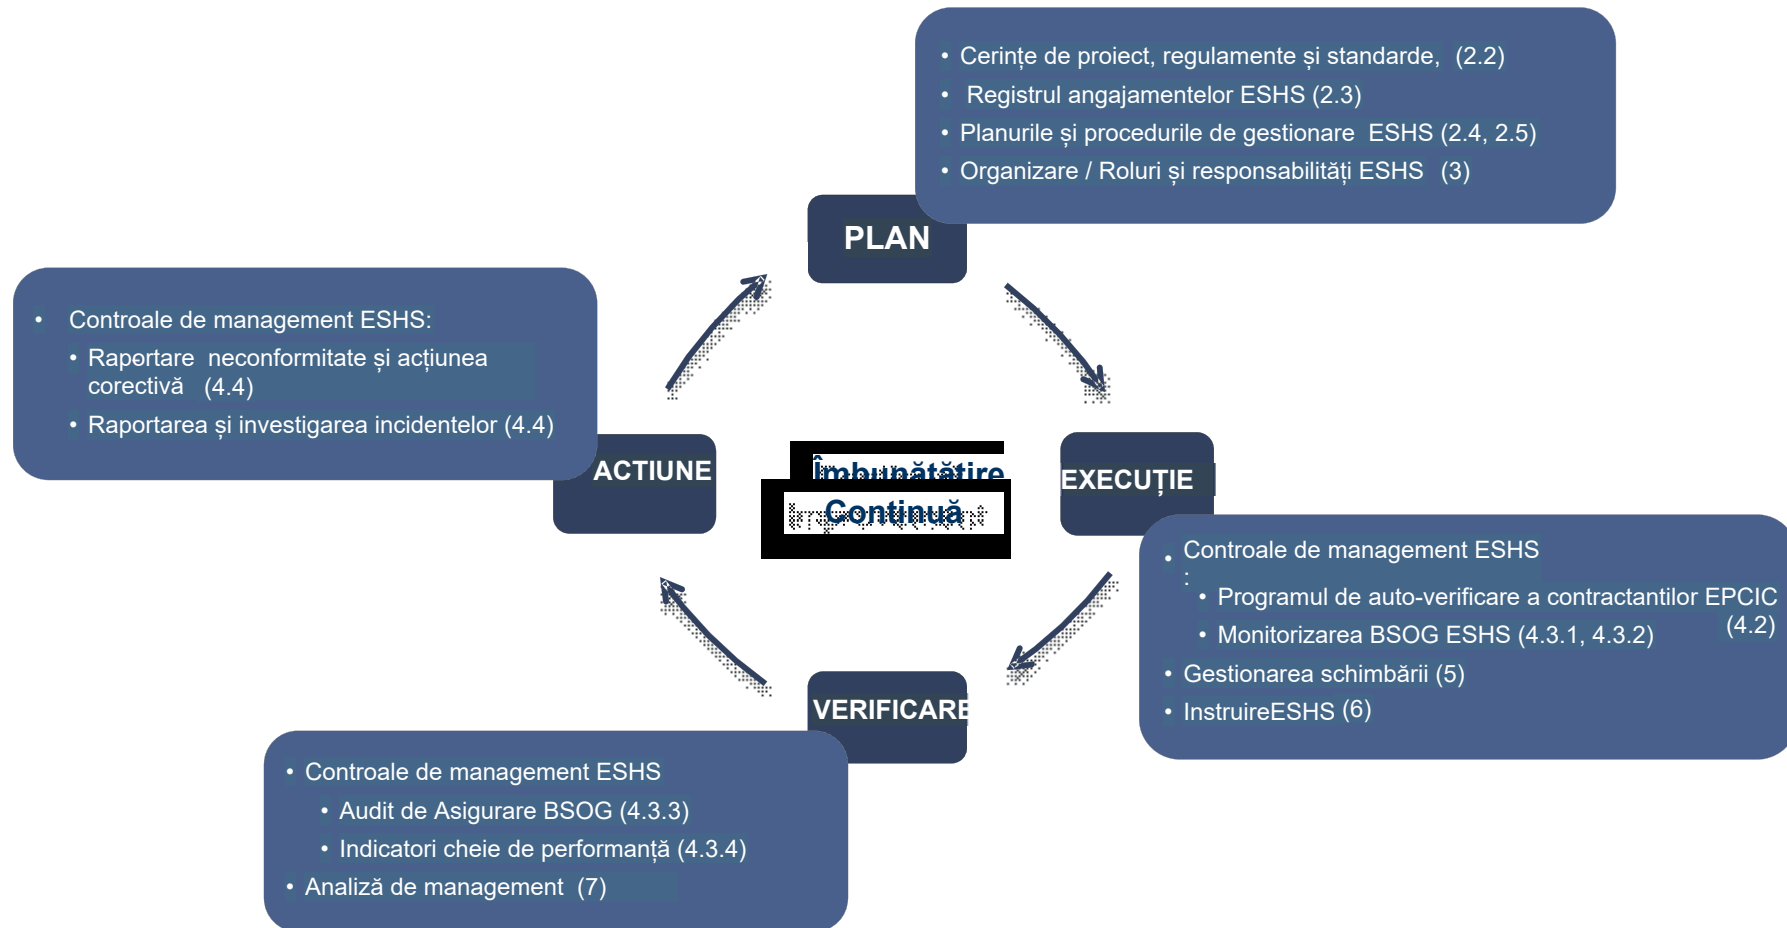 • Cerințe de proiect, regulamente și standarde, (2.2)
• Registrul angajamentelor ESHS (2.3)
• Planurile și procedurile de gestionare ESHS (2.4, 2.5)
• Organizare / Roluri și responsabilități ESHS (3)
PLAN
• Controale de management ESHS:
• Raportare neconformitate și acțiunea
corectivă (4.4)
• Raportarea și investigarea incidentelor (4.4)
ACTIUNE
Îmbunătățire
Continuă
EXECUȚIE
• Controale de management ESHS
:
• Programul de auto-verificare a contractantilor EPCIC
(4.2)
• Monitorizarea BSOG ESHS (4.3.1, 4.3.2)
• Gestionarea schimbării (5)
• InstruireESHS (6)
VERIFICARE
• Controale de management ESHS
• Audit de Asigurare BSOG (4.3.3)
• Indicatori cheie de performanță (4.3.4)
• Analiză de management (7)